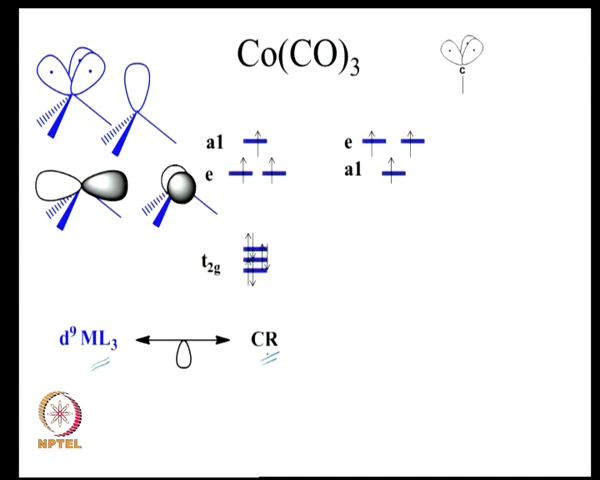 Co(CO)₃
c
a1
e
e
a1
t₂g
d⁹ ML₃
CR
NPTEL